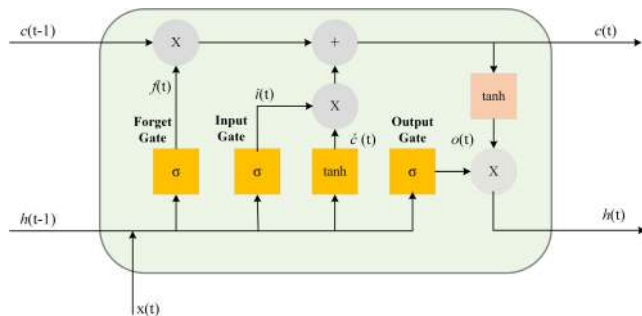 c(t-1)
X
+
c(t)
f(t)
i(t)
X
tanh
Forget
Gate
Input
Gate
Output
Gate
č (t)
o(t)
σ
σ
tanh
σ
X
h(t-1)
h(t)
x(t)